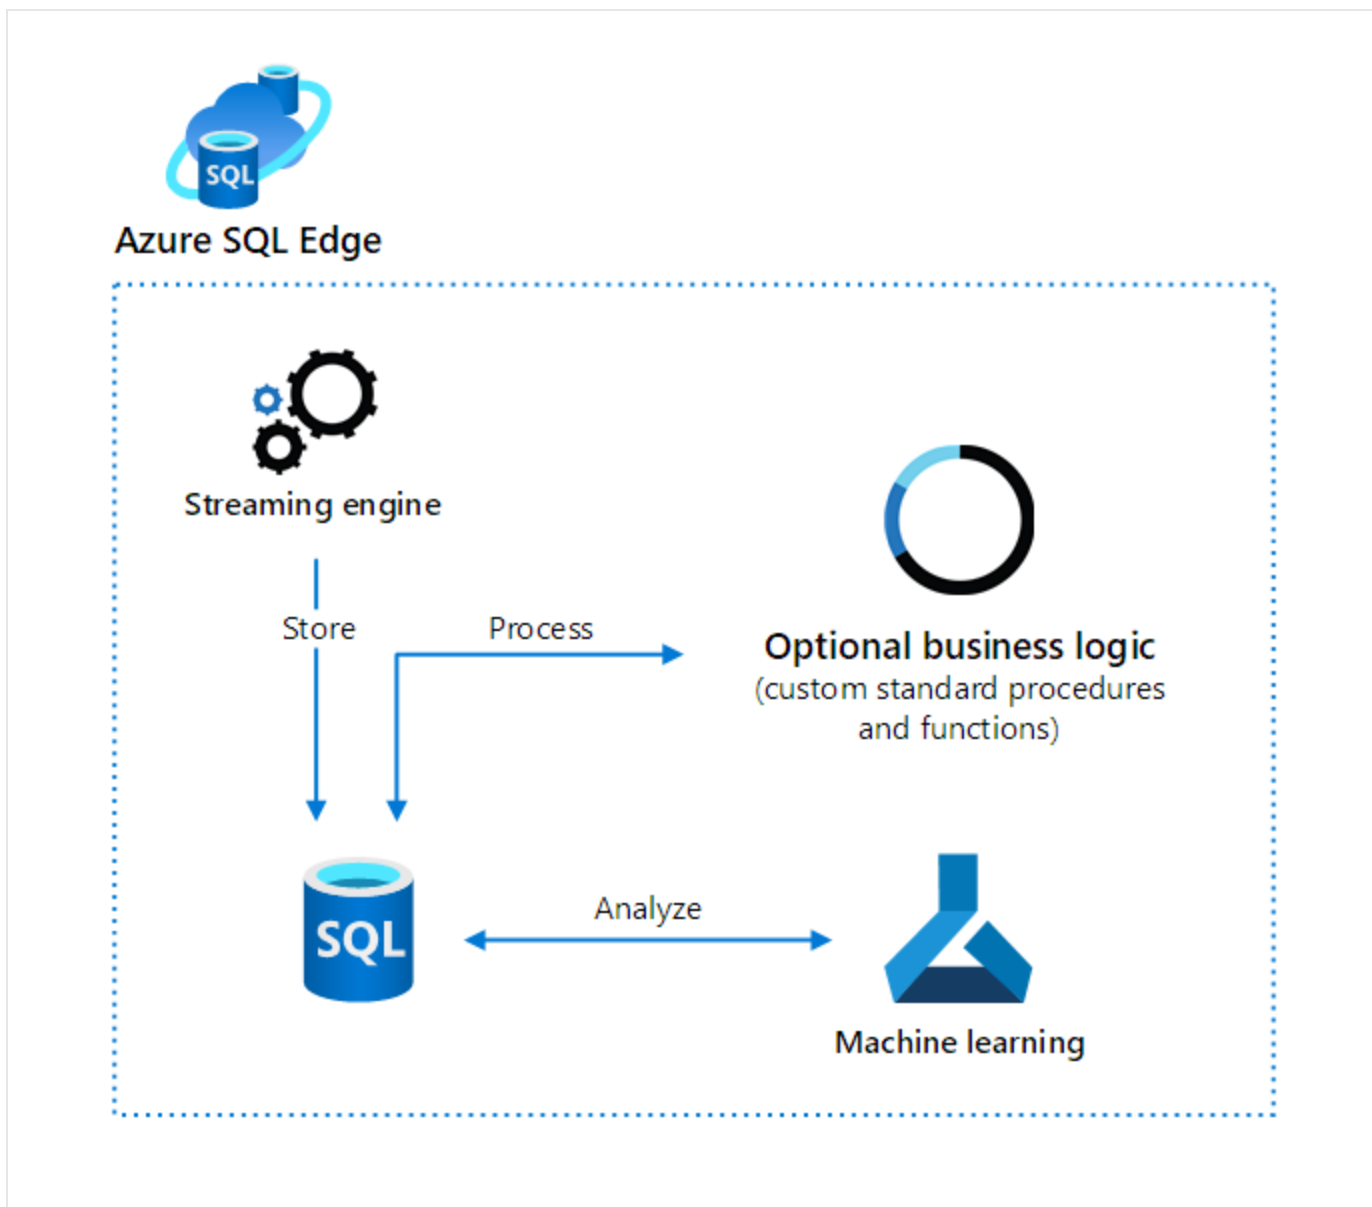 SQL
Azure SQL Edge
Streaming engine
Store
Process
Optional business logic
(custom standard procedures
and functions)
SQL
Analyze
Machine learning